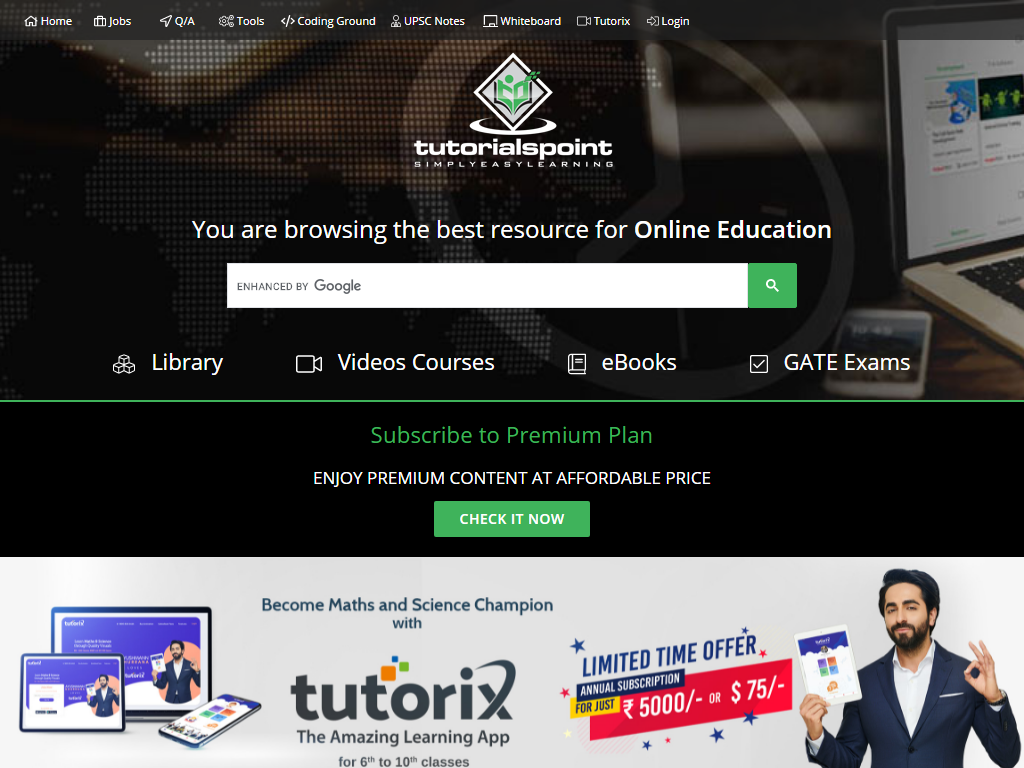 Home Jobs Q/A Tools Coding Ground UPSC Notes Whiteboard Tutorix Login
tutorialspoint
SIMPLYEASYLEARNING
You are browsing the best resource for Online Education
ENHANCED BY Google
Library Videos Courses eBooks GATE Exams
Subscribe to Premium Plan
ENJOY PREMIUM CONTENT AT AFFORDABLE PRICE
CHECK IT NOW
Become Maths and Science Champion
with
tutorix
The Amazing Learning App
for 6th to 10th classes
LIMITED TIME OFFER
ANNUAL SUBSCRIPTION
FOR JUST ₹ 5000/- OR $ 75/-
tutorix
tutorix
tutorix